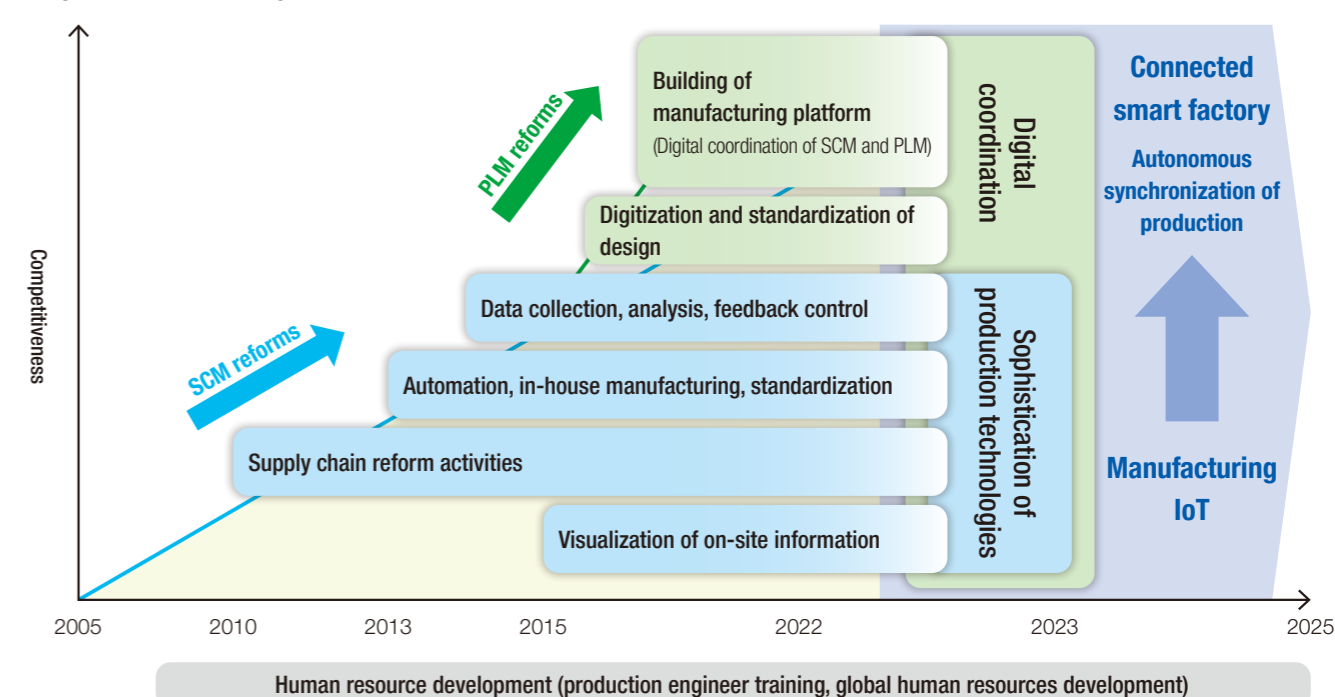 Competitiveness
SCM reforms
PLM reforms
Building of
manufacturing platform
(Digital coordination of SCM and PLM)
Digitization and standardization of
design
Data collection, analysis, feedback control
Automation, in-house manufacturing, standardization
Supply chain reform activities
Visualization of on-site information
Digital
coordination
Sophistication of
production technologies
Connected
smart factory
Autonomous
synchronization of
production
Manufacturing
IoT
2005 2010 2013 2015 2022 2023 2025
Human resource development (production engineer training, global human resources development)